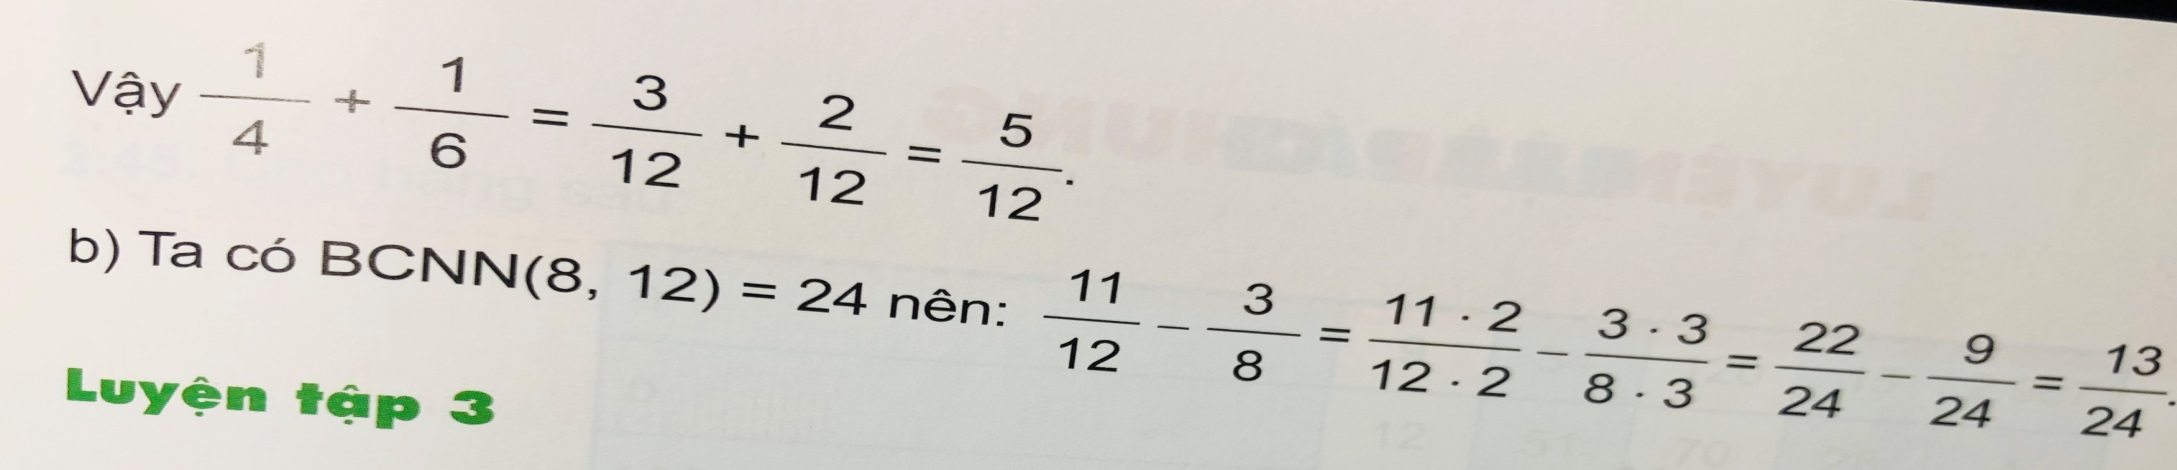 Vậy 1/4 + 1/6 = 3/12 + 2/12 = 5/12.
b) Ta có BCNN(8, 12) = 24 nên: 11/12 − 3/8 = 11 · 2/12 · 2 − 3 · 3/8 · 3 = 22/24 − 9/24 = 13/24.
Luyện tập 3